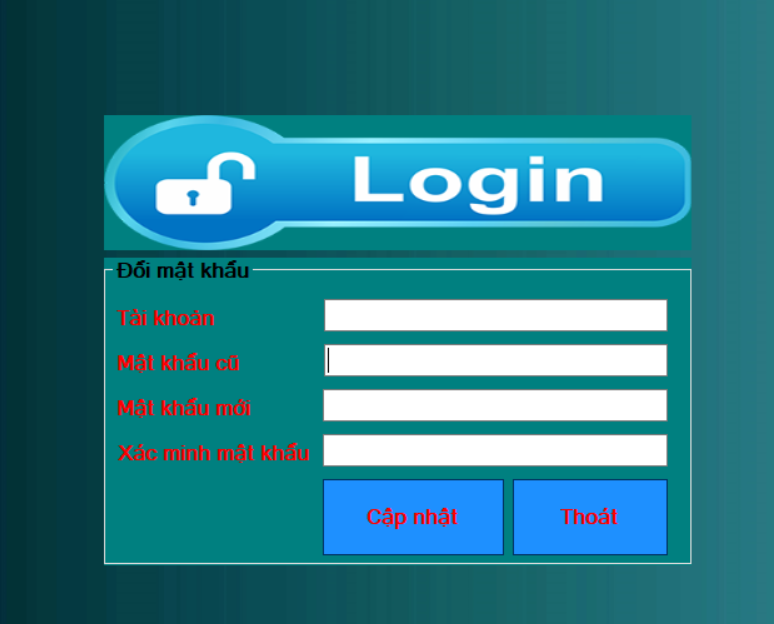 Login
Đổi mật khẩu
Tài khoản
Mật khẩu cũ
Mật khẩu mới
Xác minh mật khẩu
Cập nhật Thoát